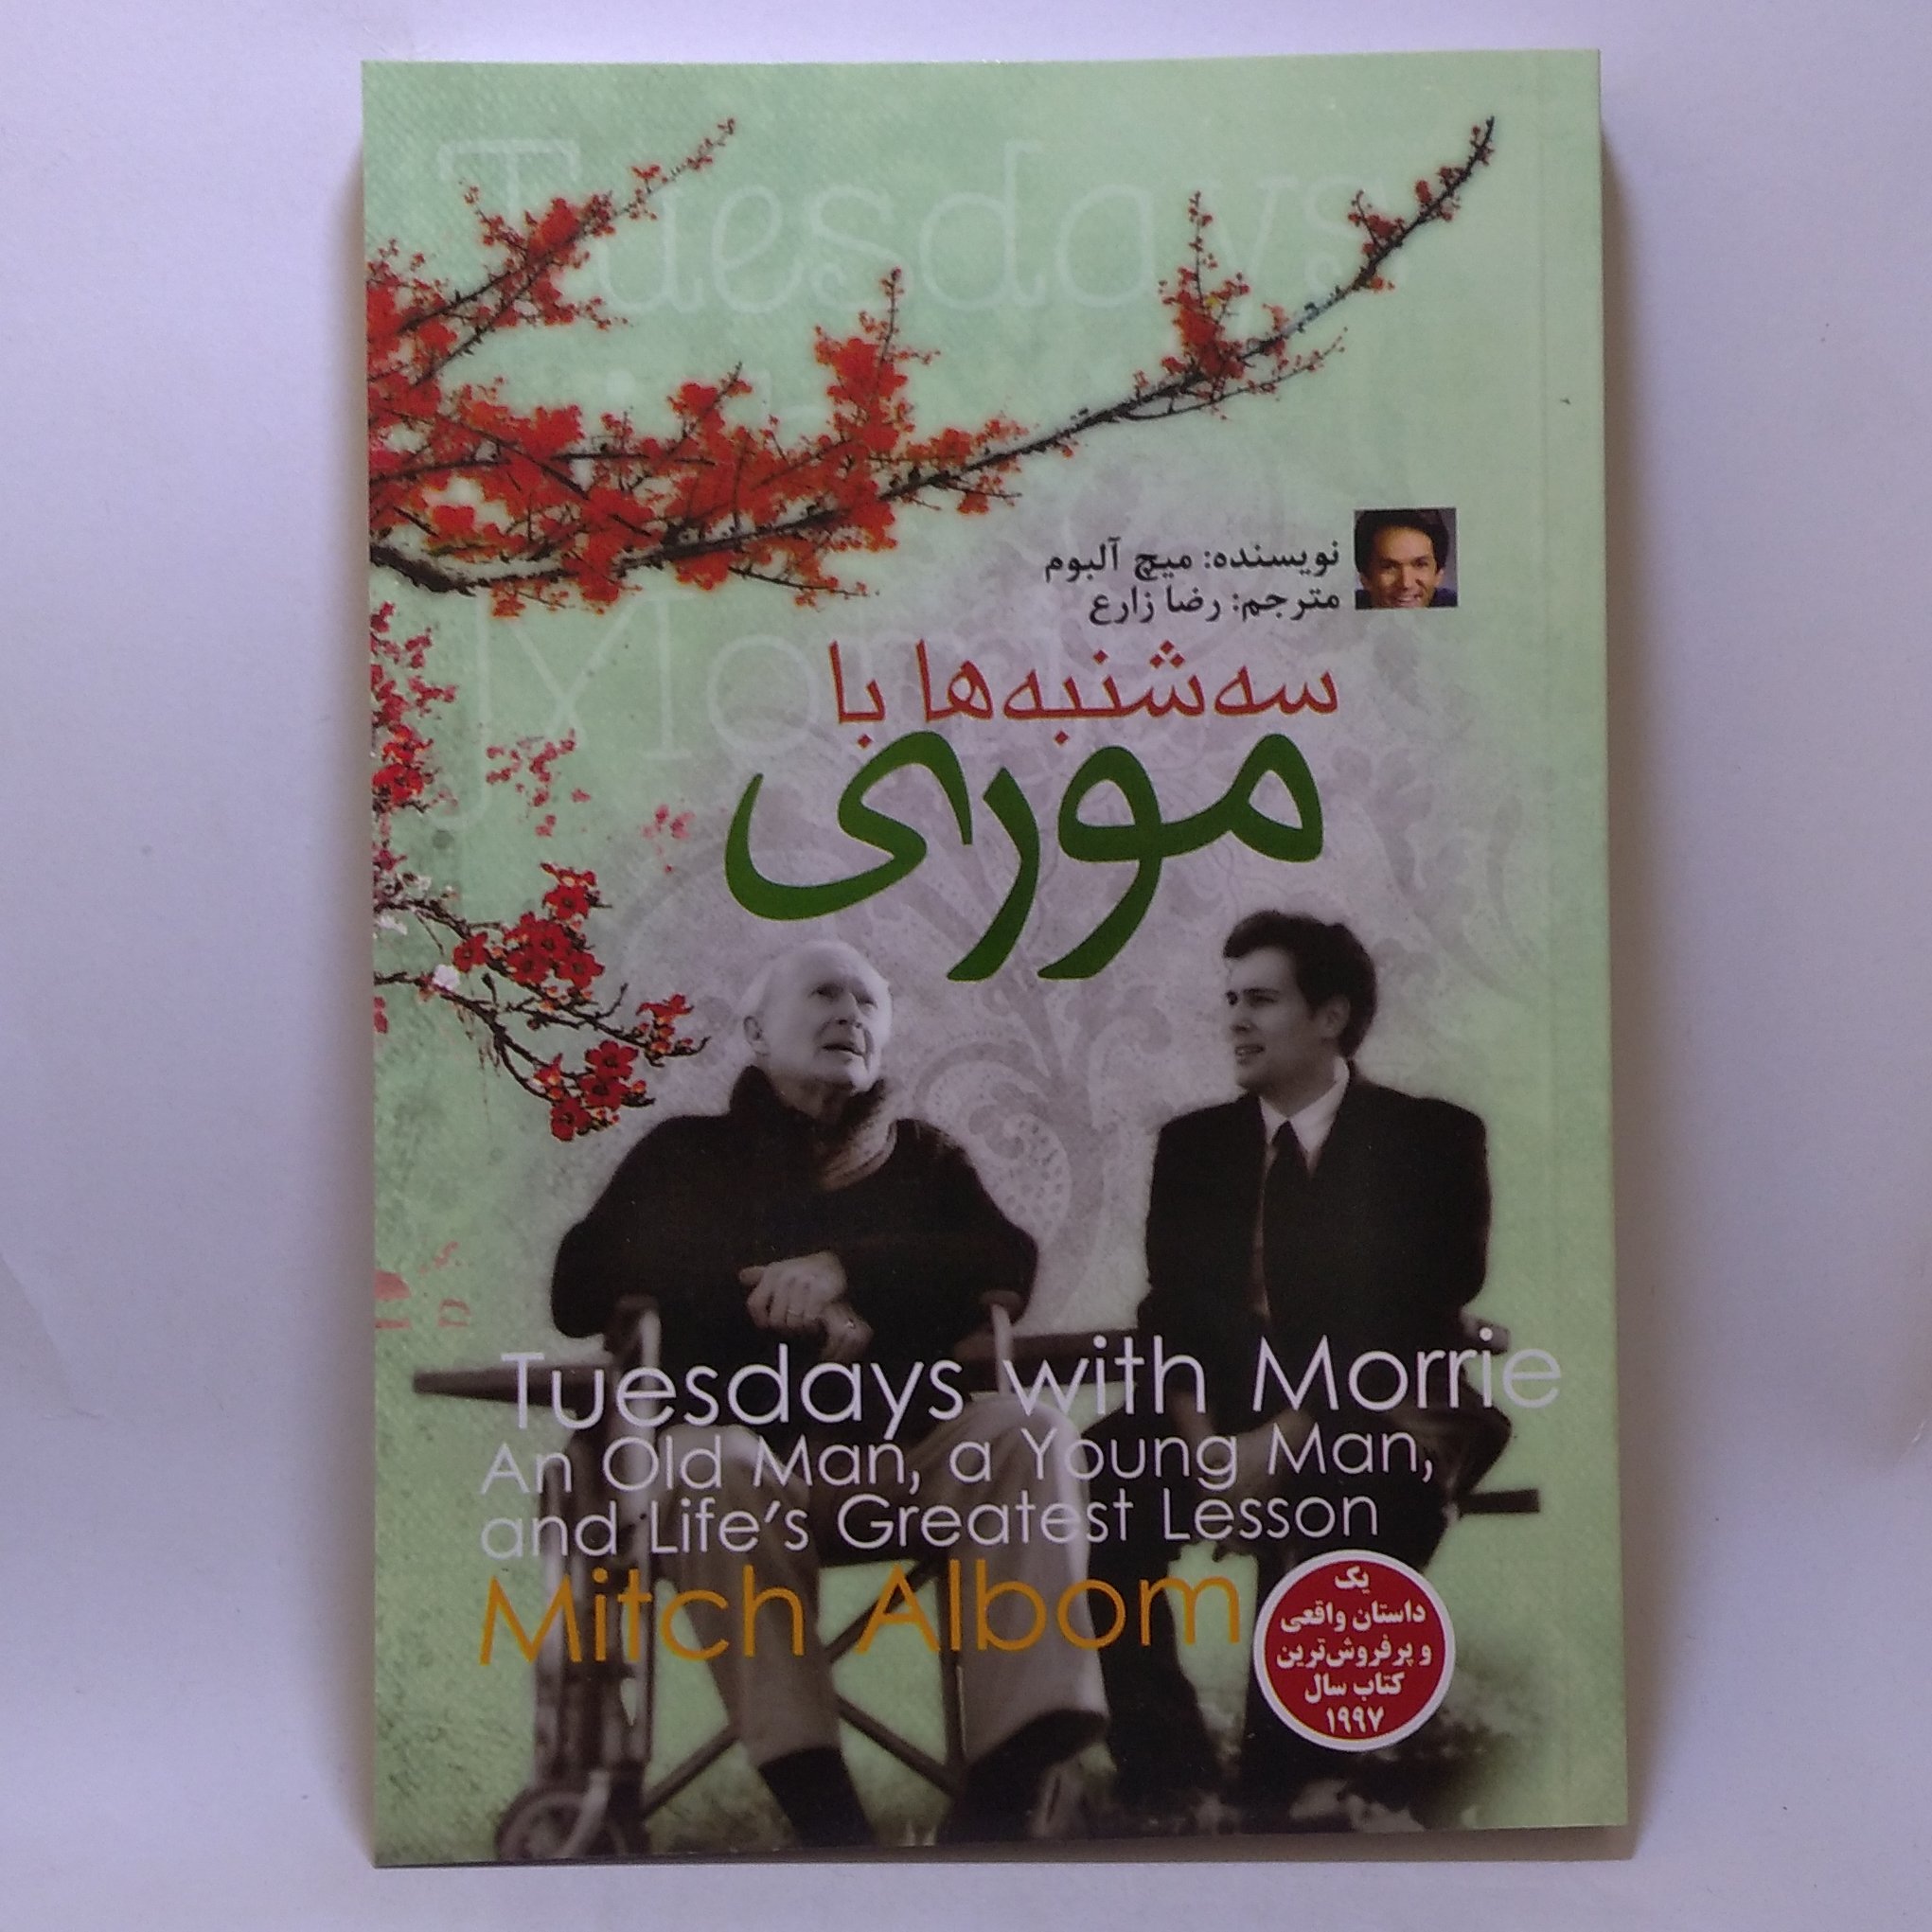 Tuesdays
نویسنده: میچ آلبوم
مترجم: رضا زارع
سه‌شنبه‌ها با
موری
Tuesdays with Morrie
An Old Man, a Young Man,
and Life's Greatest Lesson
Mitch Albom
یک
داستان واقعی
و پرفروش‌ترین
کتاب سال
۱۹۹۷